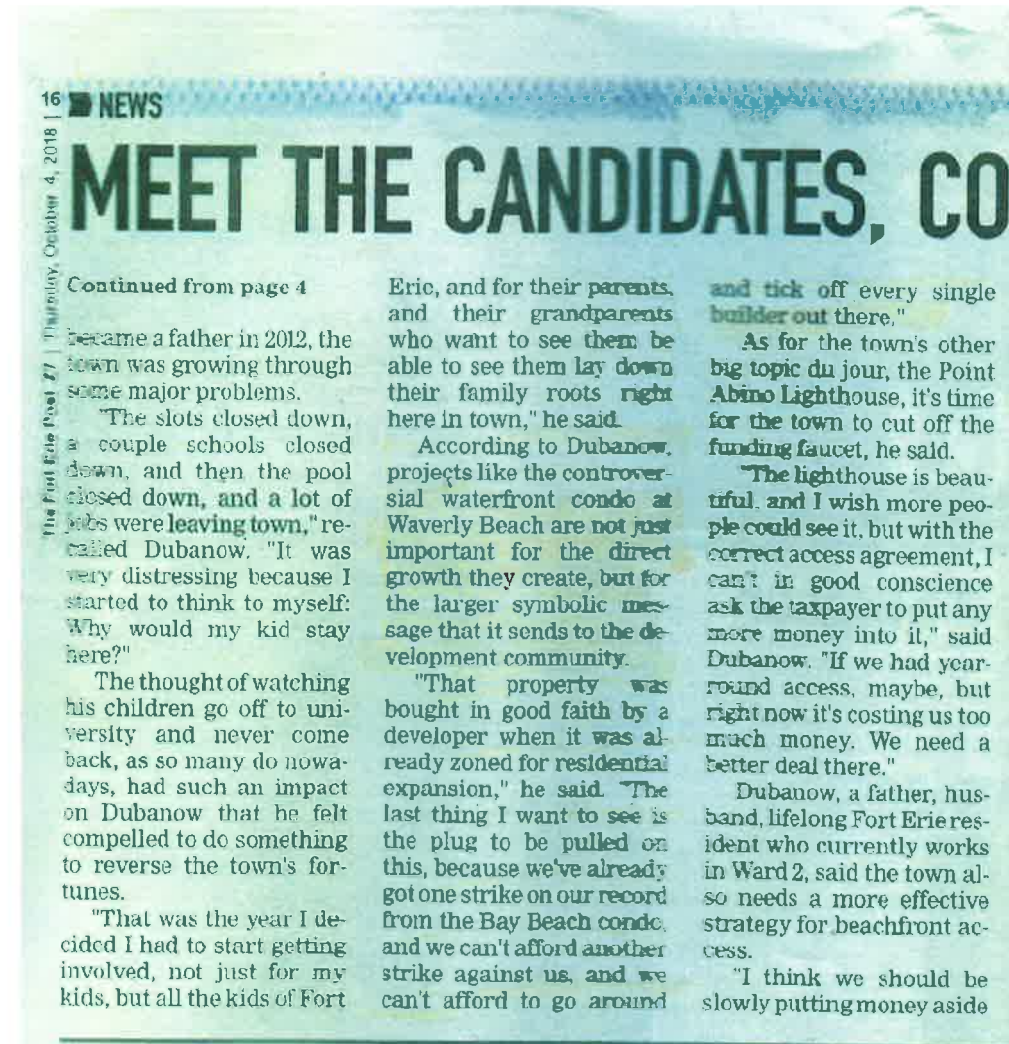 16
NEWS
The Fort Erie Post | Thursday, October 4, 2018 |
MEET THE CANDIDATES, CO
Continued from page 4
became a father in 2012, the
town was growing through
some major problems.
"The slots closed down,
a couple schools closed
down, and then the pool
closed down, and a lot of
jobs were leaving town," re-
called Dubanow. "It was
very distressing because I
started to think to myself:
Why would my kid stay
here?"
The thought of watching
his children go off to uni-
versity and never come
back, as so many do nowa-
days, had such an impact
on Dubanow that he felt
compelled to do something
to reverse the town's for-
tunes.
"That was the year I de-
cided I had to start getting
involved, not just for my
kids, but all the kids of Fort
Erie, and for their parents,
and their grandparents
who want to see them be
able to see them lay down
their family roots right
here in town," he said.
According to Dubanow,
projects like the controver-
sial waterfront condo at
Waverly Beach are not just
important for the direct
growth they create, but for
the larger symbolic mes-
sage that it sends to the de-
velopment community.
"That property was
bought in good faith by a
developer when it was al-
ready zoned for residential
expansion," he said. "The
last thing I want to see is
the plug to be pulled on
this, because we've already
got one strike on our record
from the Bay Beach condo,
and we can't afford another
strike against us, and we
can't afford to go around
and tick off every single
builder out there."
As for the town's other
big topic du jour, the Point
Abino Lighthouse, it's time
for the town to cut off the
funding faucet, he said.
"The lighthouse is beau-
tiful, and I wish more peo-
ple could see it, but with the
correct access agreement, I
can't in good conscience
ask the taxpayer to put any
more money into it," said
Dubanow. "If we had year-
round access, maybe, but
right now it's costing us too
much money. We need a
better deal there."
Dubanow, a father, hus-
band, lifelong Fort Erie res-
ident who currently works
in Ward 2, said the town al-
so needs a more effective
strategy for beachfront ac-
cess.
"I think we should be
slowly putting money aside